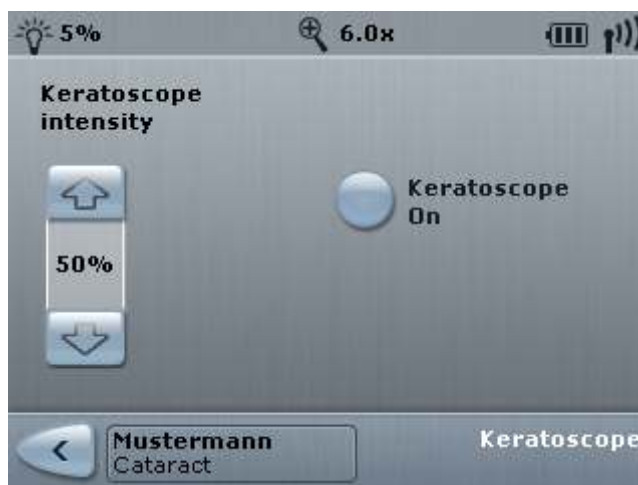 5%
6.0x
Keratoscope
intensity
Keratoscope
On
50%
Mustermann
Cataract
Keratoscope